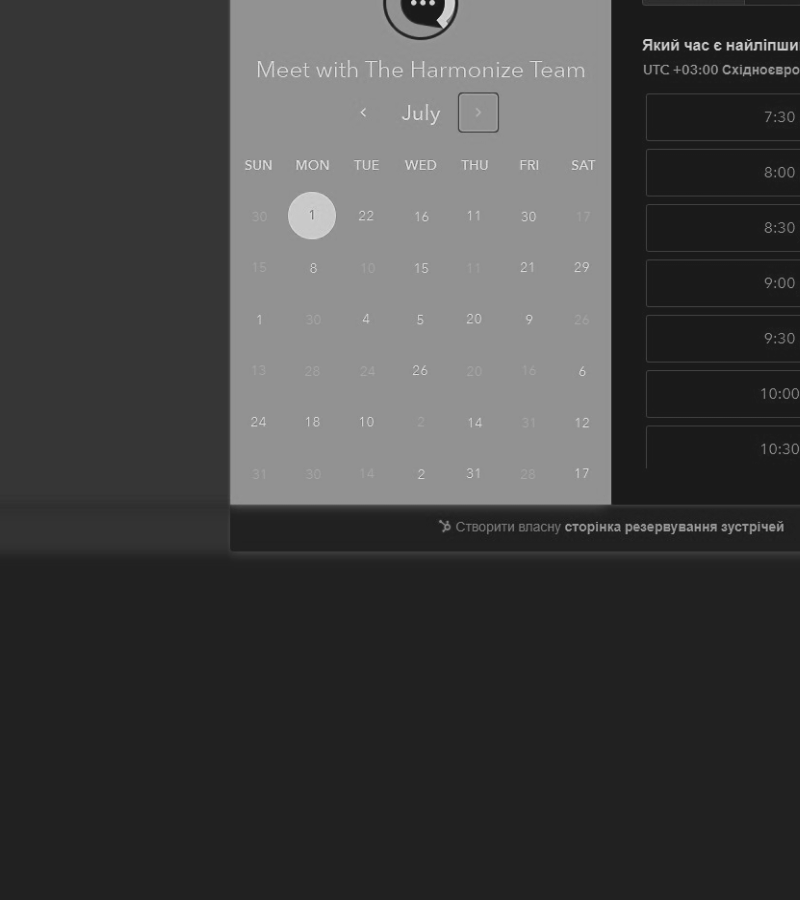 Meet with The Harmonize Team
July
SUN MON TUE WED THU FRI SAT
30 1 22 16 11 30 17
15 8 10 15 11 21 29
1 30 4 5 20 9 26
13 28 24 26 20 16 6
24 18 10 2 14 31 12
31 30 14 2 31 28 17
Який час є
UTC +03:00
7:30
8:00
8:30
9:00
9:30
10:00
10:30
Створити власну сторінка резервування зустрічей